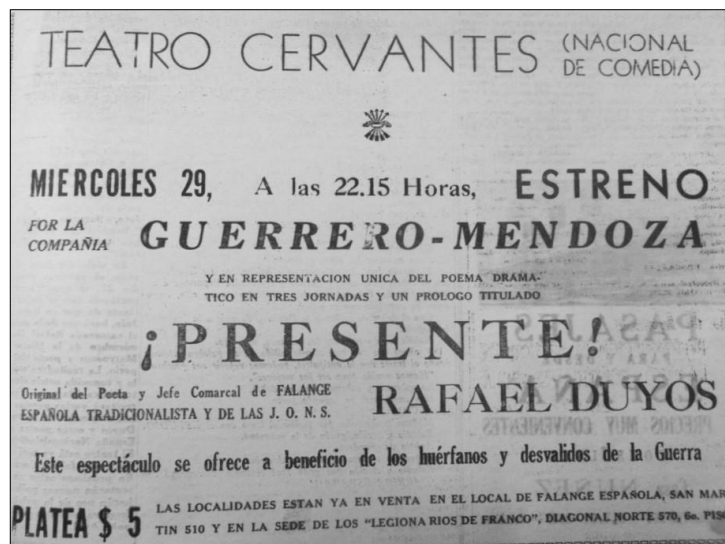 TEATRO CERVANTES (NACIONAL
DE COMEDIA)
MIERCOLES 29, A las 22.15 Horas, ESTRENO
FOR LA
COMPAÑIA GUERRERO-MENDOZA
Y EN REPRESENTACION UNICA DEL POEMA DRAMA-
TICO EN TRES JORNADAS Y UN PROLOGO TITULADO
¡PRESENTE!
Original del Poeta y Jefe Comarcal de FALANGE
ESPAÑOLA TRADICIONALISTA Y DE LAS J. O. N. S.
RAFAEL DUYOS
Este espectáculo se ofrece a beneficio de los huérfanos y desvalidos de la Guerra
PLATEA $ 5
LAS LOCALIDADES ESTAN YA EN VENTA EN EL LOCAL DE FALANGE ESPAÑOLA, SAN MAR
TIN 510 Y EN LA SEDE DE LOS "LEGIONARIOS DE FRANCO", DIAGONAL NORTE 570, 6o. PISO